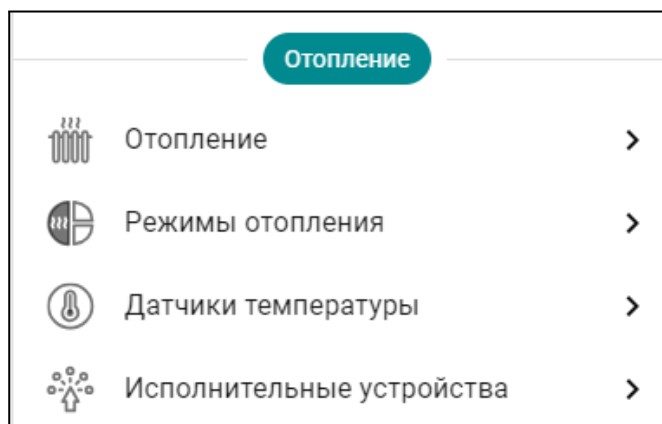 Отопление
Отопление
Режимы отопления
Датчики температуры
Исполнительные устройства